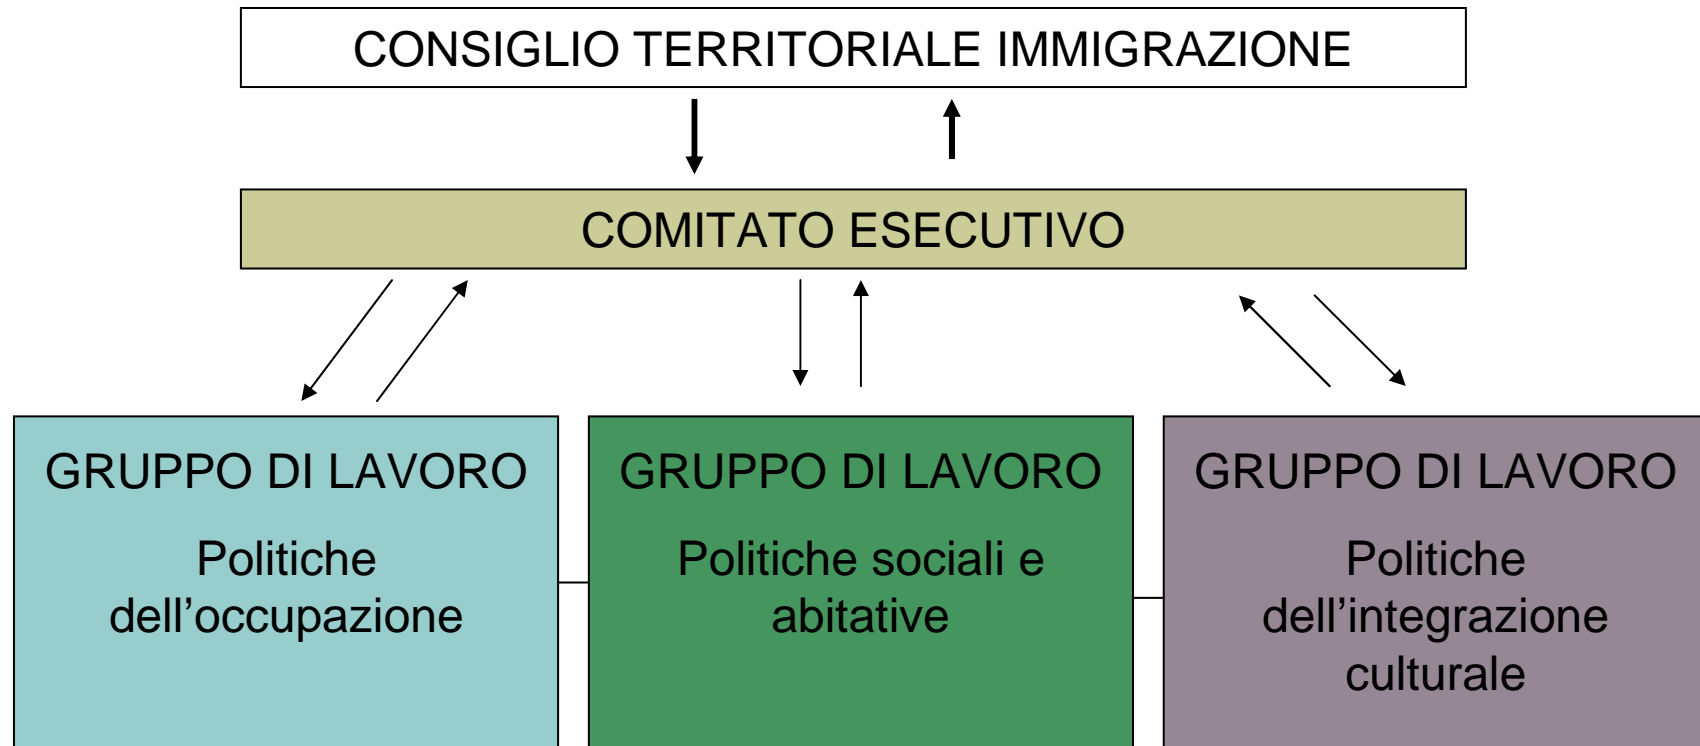 CONSIGLIO TERRITORIALE IMMIGRAZIONE
COMITATO ESECUTIVO
GRUPPO DI LAVORO
Politiche
dell’occupazione
GRUPPO DI LAVORO
Politiche sociali e
abitative
GRUPPO DI LAVORO
Politiche
dell’integrazione
culturale